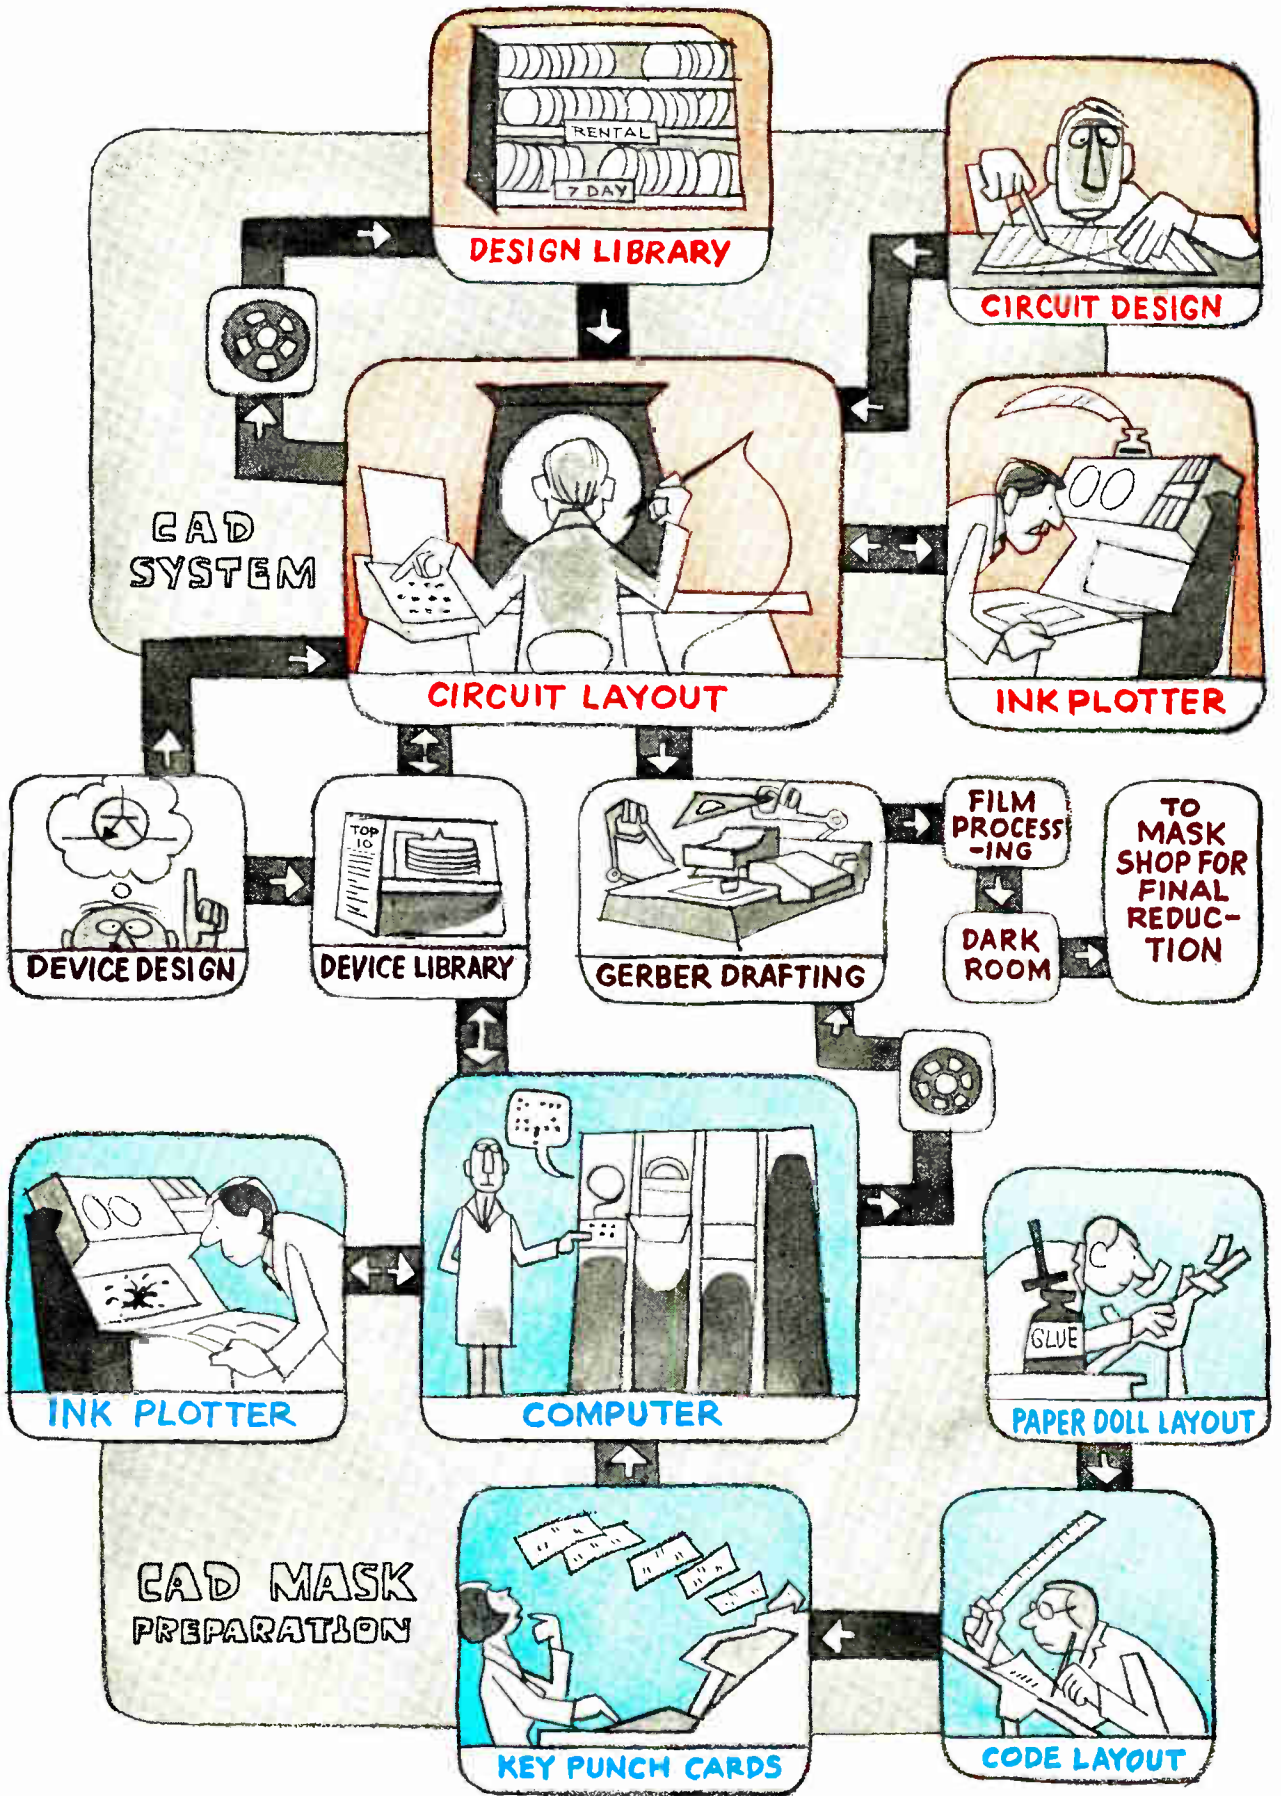 RENTAL
7 DAY
DESIGN LIBRARY
CIRCUIT DESIGN
CAD
SYSTEM
CIRCUIT LAYOUT
INK PLOTTER
TOP
10
DEVICE DESIGN
DEVICE LIBRARY
GERBER DRAFTING
FILM
PROCESS
-ING
DARK
ROOM
TO
MASK
SHOP FOR
FINAL
REDUC-
TION
INK PLOTTER
COMPUTER
GLUE
PAPER DOLL LAYOUT
CAD MASK
PREPARATION
KEY PUNCH CARDS
CODE LAYOUT